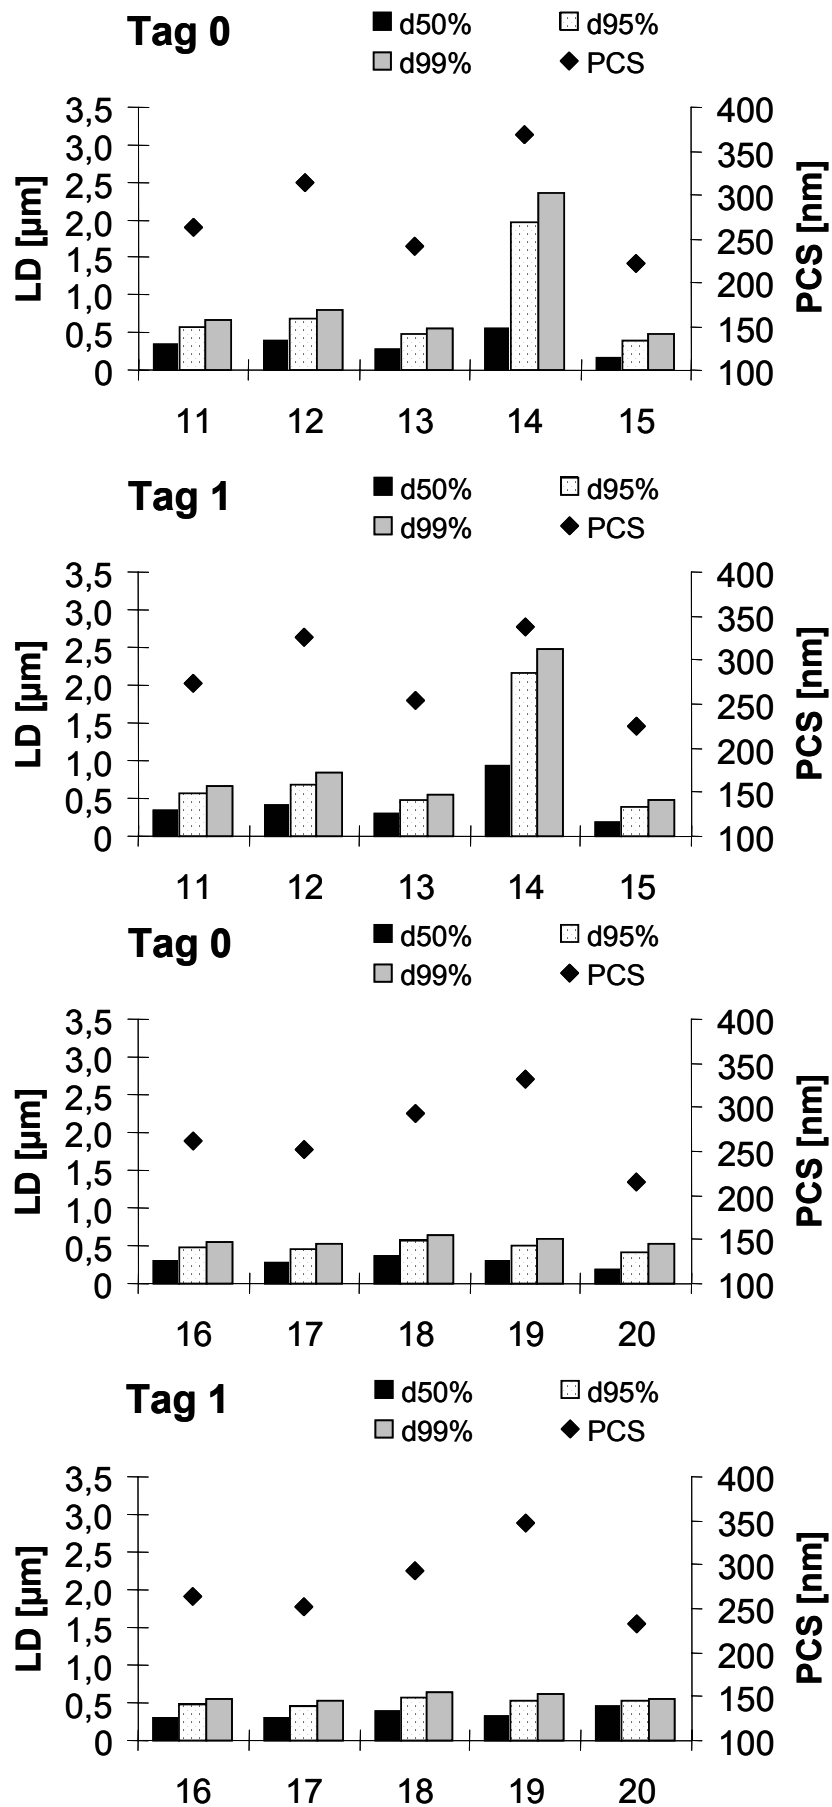 Tag 0
d50% d95%
d99% PCS
3,5 400
3,0 350
2,5 300
2,0 250
1,5 200
1,0 150
0,5 100
0
LD [µm]
PCS [nm]
11 12 13 14 15
Tag 1
d50% d95%
d99% PCS
3,5 400
3,0 350
2,5 300
2,0 250
1,5 200
1,0 150
0,5 100
0
LD [µm]
PCS [nm]
11 12 13 14 15
Tag 0
d50% d95%
d99% PCS
3,5 400
3,0 350
2,5 300
2,0 250
1,5 200
1,0 150
0,5 100
0
LD [µm]
PCS [nm]
16 17 18 19 20
Tag 1
d50% d95%
d99% PCS
3,5 400
3,0 350
2,5 300
2,0 250
1,5 200
1,0 150
0,5 100
0
LD [µm]
PCS [nm]
16 17 18 19 20